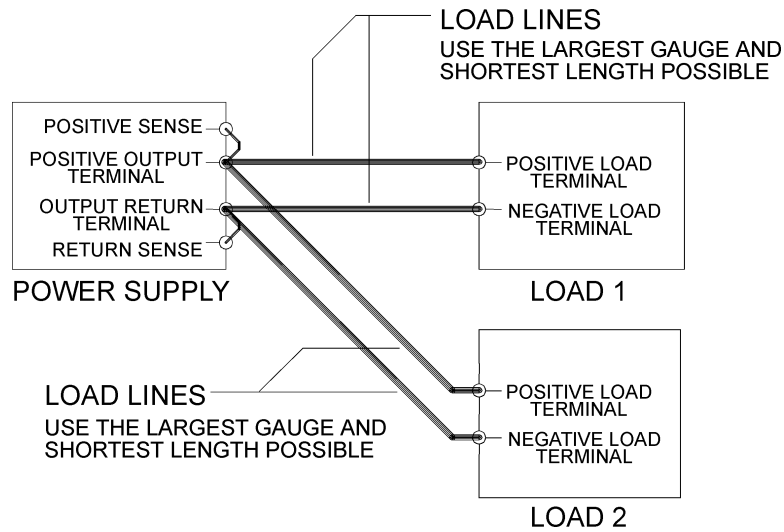 LOAD LINES
USE THE LARGEST GAUGE AND
SHORTEST LENGTH POSSIBLE
POSITIVE SENSE
POSITIVE OUTPUT
TERMINAL
OUTPUT RETURN
TERMINAL
RETURN SENSE
POWER SUPPLY
POSITIVE LOAD
TERMINAL
NEGATIVE LOAD
TERMINAL
LOAD 1
LOAD LINES
USE THE LARGEST GAUGE AND
SHORTEST LENGTH POSSIBLE
POSITIVE LOAD
TERMINAL
NEGATIVE LOAD
TERMINAL
LOAD 2